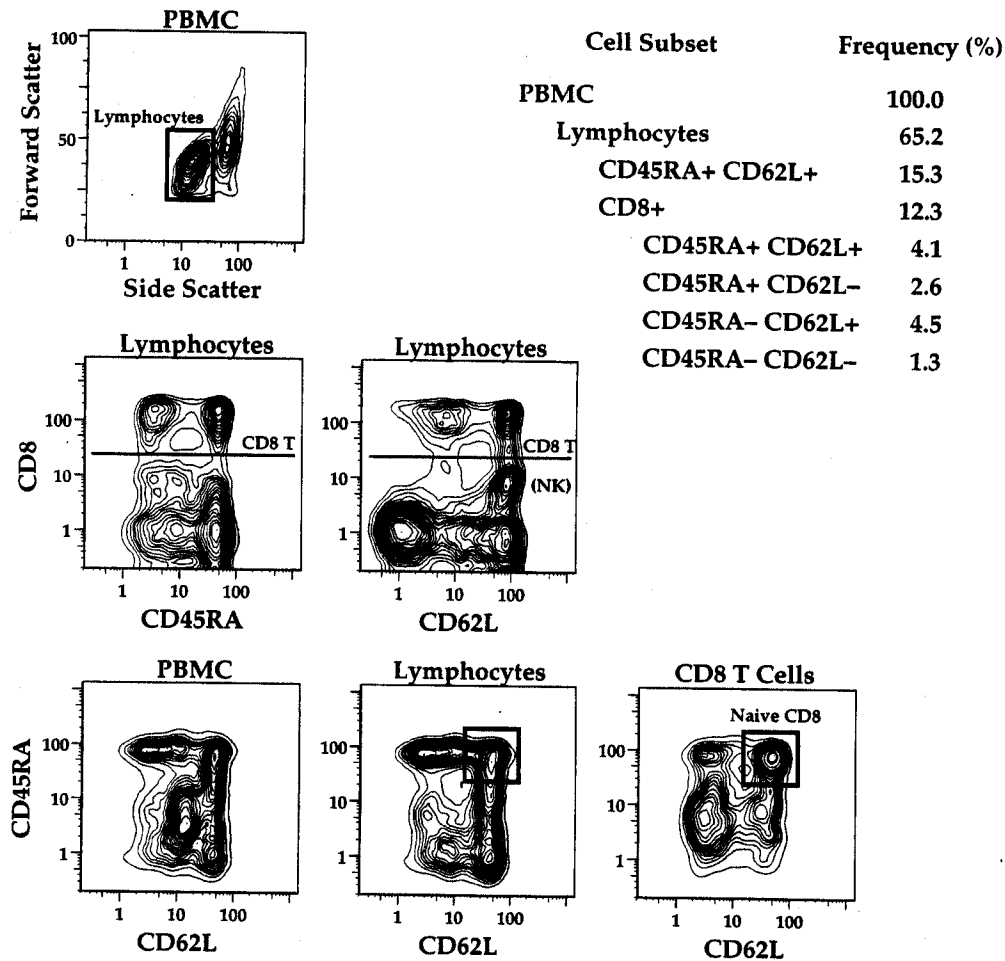 PBMC
100
50
0
Forward Scatter
Lymphocytes
1 10 100
Side Scatter
Cell Subset Frequency (%)
PBMC 100.0
Lymphocytes 65.2
CD45RA+ CD62L+ 15.3
CD8+ 12.3
CD45RA+ CD62L+ 4.1
CD45RA+ CD62L– 2.6
CD45RA– CD62L+ 4.5
CD45RA– CD62L– 1.3
Lymphocytes
CD8
100
10
1
CD8 T
1 10 100
CD45RA
Lymphocytes
100
10
1
CD8 T
(NK)
1 10 100
CD62L
PBMC
CD45RA
100
10
1
1 10 100
CD62L
Lymphocytes
100
10
1
1 10 100
CD62L
CD8 T Cells
Naive CD8
100
10
1
1 10 100
CD62L